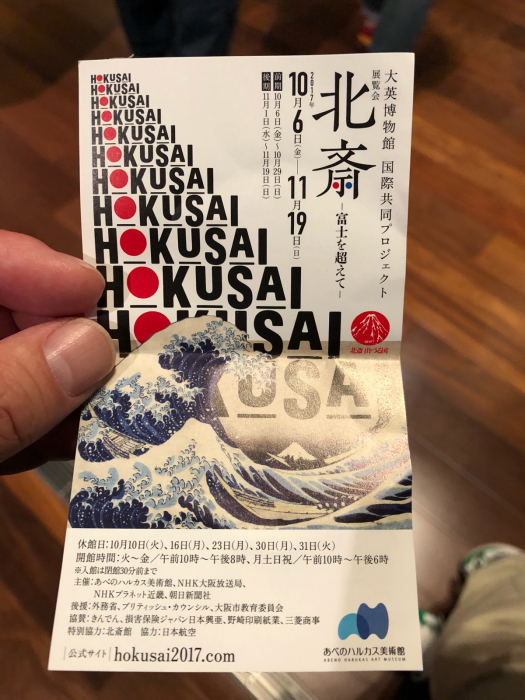 大英博物館 国際共同プロジェクト
展覧会
北斎
―富士を超えて―
2017年
10月6日(金)―11月19日(日)
前期 10月6日(金)~10月29日(日)
後期 11月1日(水)~11月19日(日)
HOKUSAI
HOKUSAI
HOKUSAI
HOKUSAI
HOKUSAI
HOKUSAI
HOKUSAI
HOKUSAI
HOKUSAI
HOKUSAI
HOKUSAI
KUSA
休館日:10月10日(火)、16日(月)、23日(月)、30日(月)、31日(火)
開館時間:火~金/午前10時~午後8時、月土日祝/午前10時~午後6時
※入館は閉館30分前まで
主催:あべのハルカス美術館、NHK大阪放送局、
NHKプラネット近畿、朝日新聞社
後援:外務省、ブリティッシュ・カウンシル、大阪市教育委員会
協賛:きんでん、損害保険ジャパン日本興亜、野崎印刷紙業、三菱商事
特別協力:北斎館 協力:日本航空
公式サイト hokusai2017.com
あべのハルカス美術館
ABENO HARUKAS ART MUSEUM